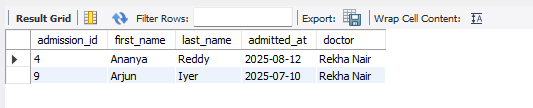 Result Grid Filter Rows: Export: Wrap Cell Content:
admission_id first_name last_name admitted_at doctor
4 Ananya Reddy 2025-08-12 Rekha Nair
9 Arjun Iyer 2025-07-10 Rekha Nair